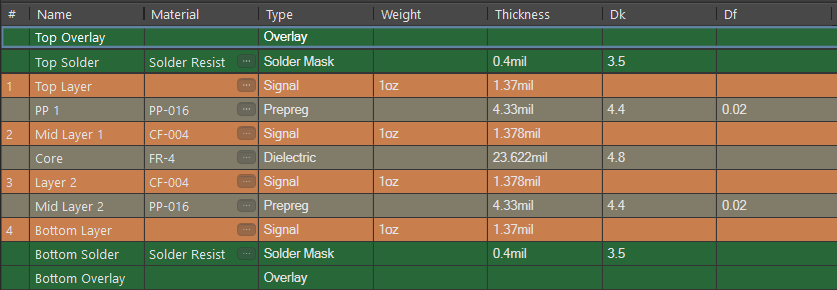 # Name Material Type Weight Thickness Dk Df
Top Overlay Overlay
Top Solder Solder Resist ... Solder Mask 0.4mil 3.5
1 Top Layer ... Signal 1oz 1.37mil
PP 1 PP-016 ... Prepreg 4.33mil 4.4 0.02
2 Mid Layer 1 CF-004 ... Signal 1oz 1.378mil
Core FR-4 ... Dielectric 23.622mil 4.8
3 Layer 2 CF-004 ... Signal 1oz 1.378mil
Mid Layer 2 PP-016 ... Prepreg 4.33mil 4.4 0.02
4 Bottom Layer ... Signal 1oz 1.37mil
Bottom Solder Solder Resist ... Solder Mask 0.4mil 3.5
Bottom Overlay Overlay